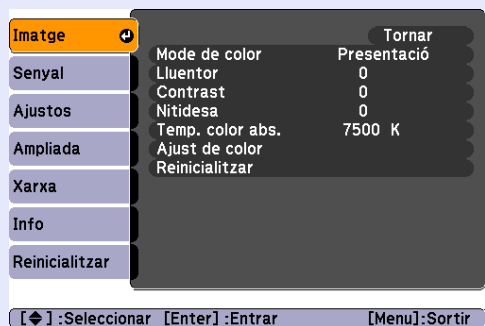 Imatge
Senyal
Ajustos
Ampliada
Xarxa
Info
Reinicialitzar
Tornar
Mode de color Presentació
Lluentor 0
Contrast 0
Nitidesa 0
Temp. color abs. 7500 K
Ajust de color
Reinicialitzar
[◆] :Seleccionar [Enter] :Entrar [Menu]:Sortir